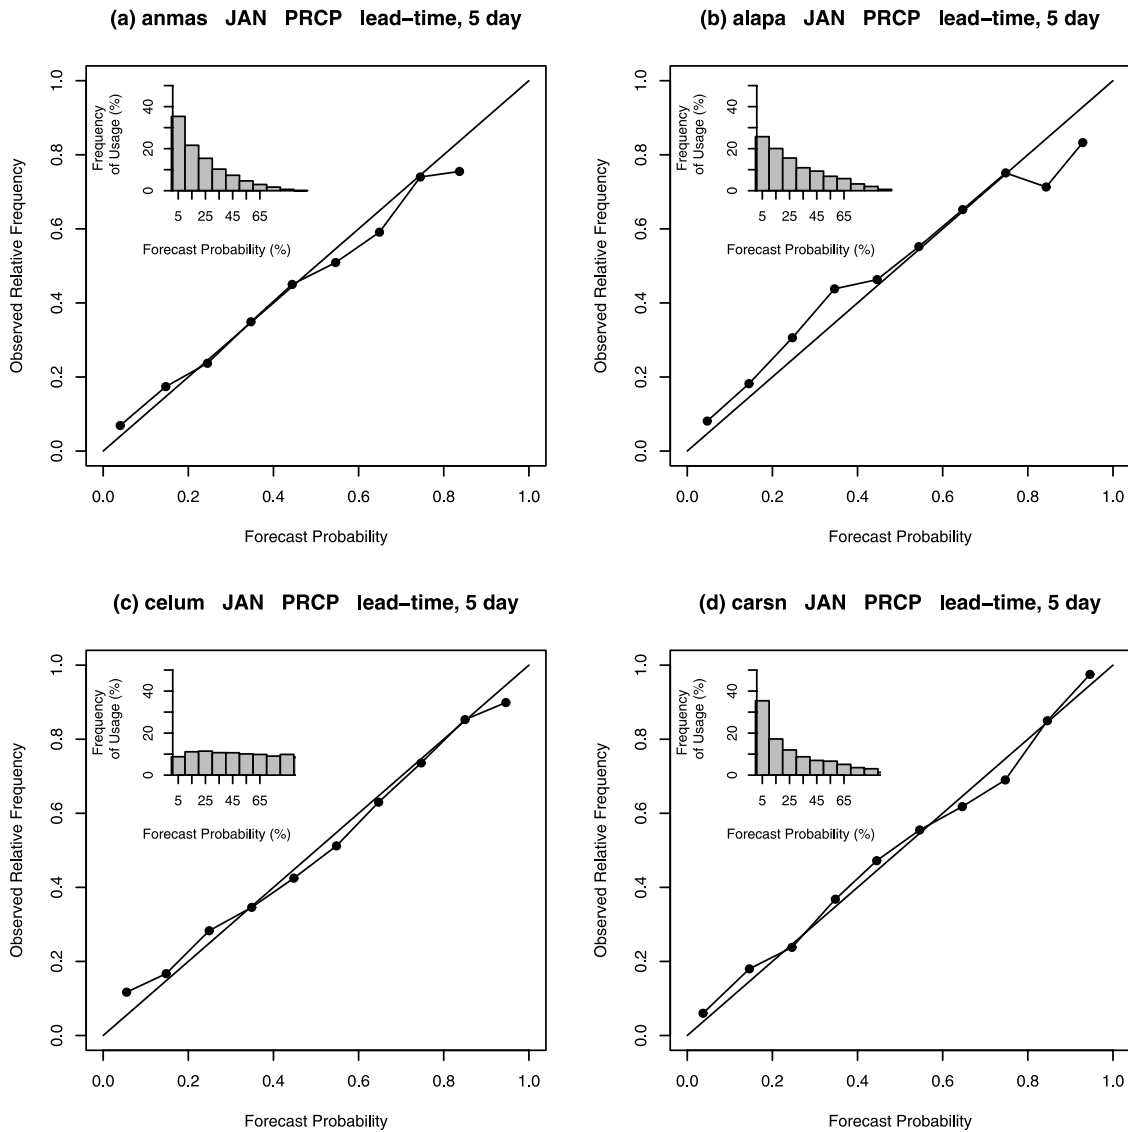 (a) anmas JAN PRCP lead−time, 5 day
Observed Relative Frequency
0.0 0.2 0.4 0.6 0.8 1.0
Frequency
of Usage (%)
0 20 40
5 25 45 65
Forecast Probability (%)
0.0 0.2 0.4 0.6 0.8 1.0
Forecast Probability
(b) alapa JAN PRCP lead−time, 5 day
Observed Relative Frequency
0.0 0.2 0.4 0.6 0.8 1.0
Frequency
of Usage (%)
0 20 40
5 25 45 65
Forecast Probability (%)
0.0 0.2 0.4 0.6 0.8 1.0
Forecast Probability
(c) celum JAN PRCP lead−time, 5 day
Observed Relative Frequency
0.0 0.2 0.4 0.6 0.8 1.0
Frequency
of Usage (%)
0 20 40
5 25 45 65
Forecast Probability (%)
0.0 0.2 0.4 0.6 0.8 1.0
Forecast Probability
(d) carsn JAN PRCP lead−time, 5 day
Observed Relative Frequency
0.0 0.2 0.4 0.6 0.8 1.0
Frequency
of Usage (%)
0 20 40
5 25 45 65
Forecast Probability (%)
0.0 0.2 0.4 0.6 0.8 1.0
Forecast Probability